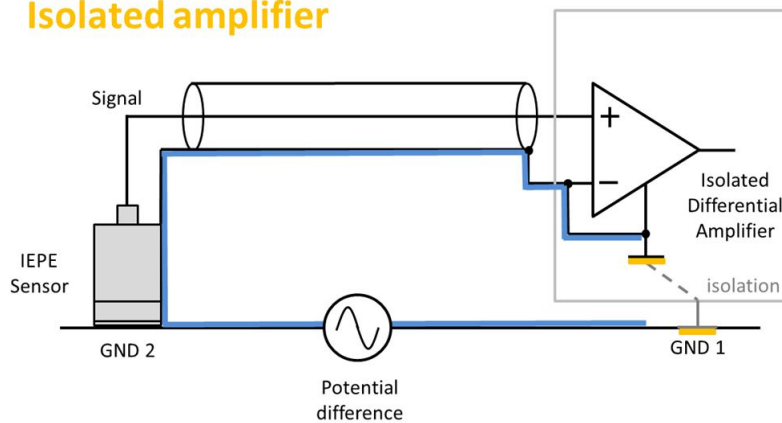 Isolated amplifier
Signal
+
−
Isolated
Differential
Amplifier
IEPE
Sensor
isolation
GND 2
GND 1
Potential
difference